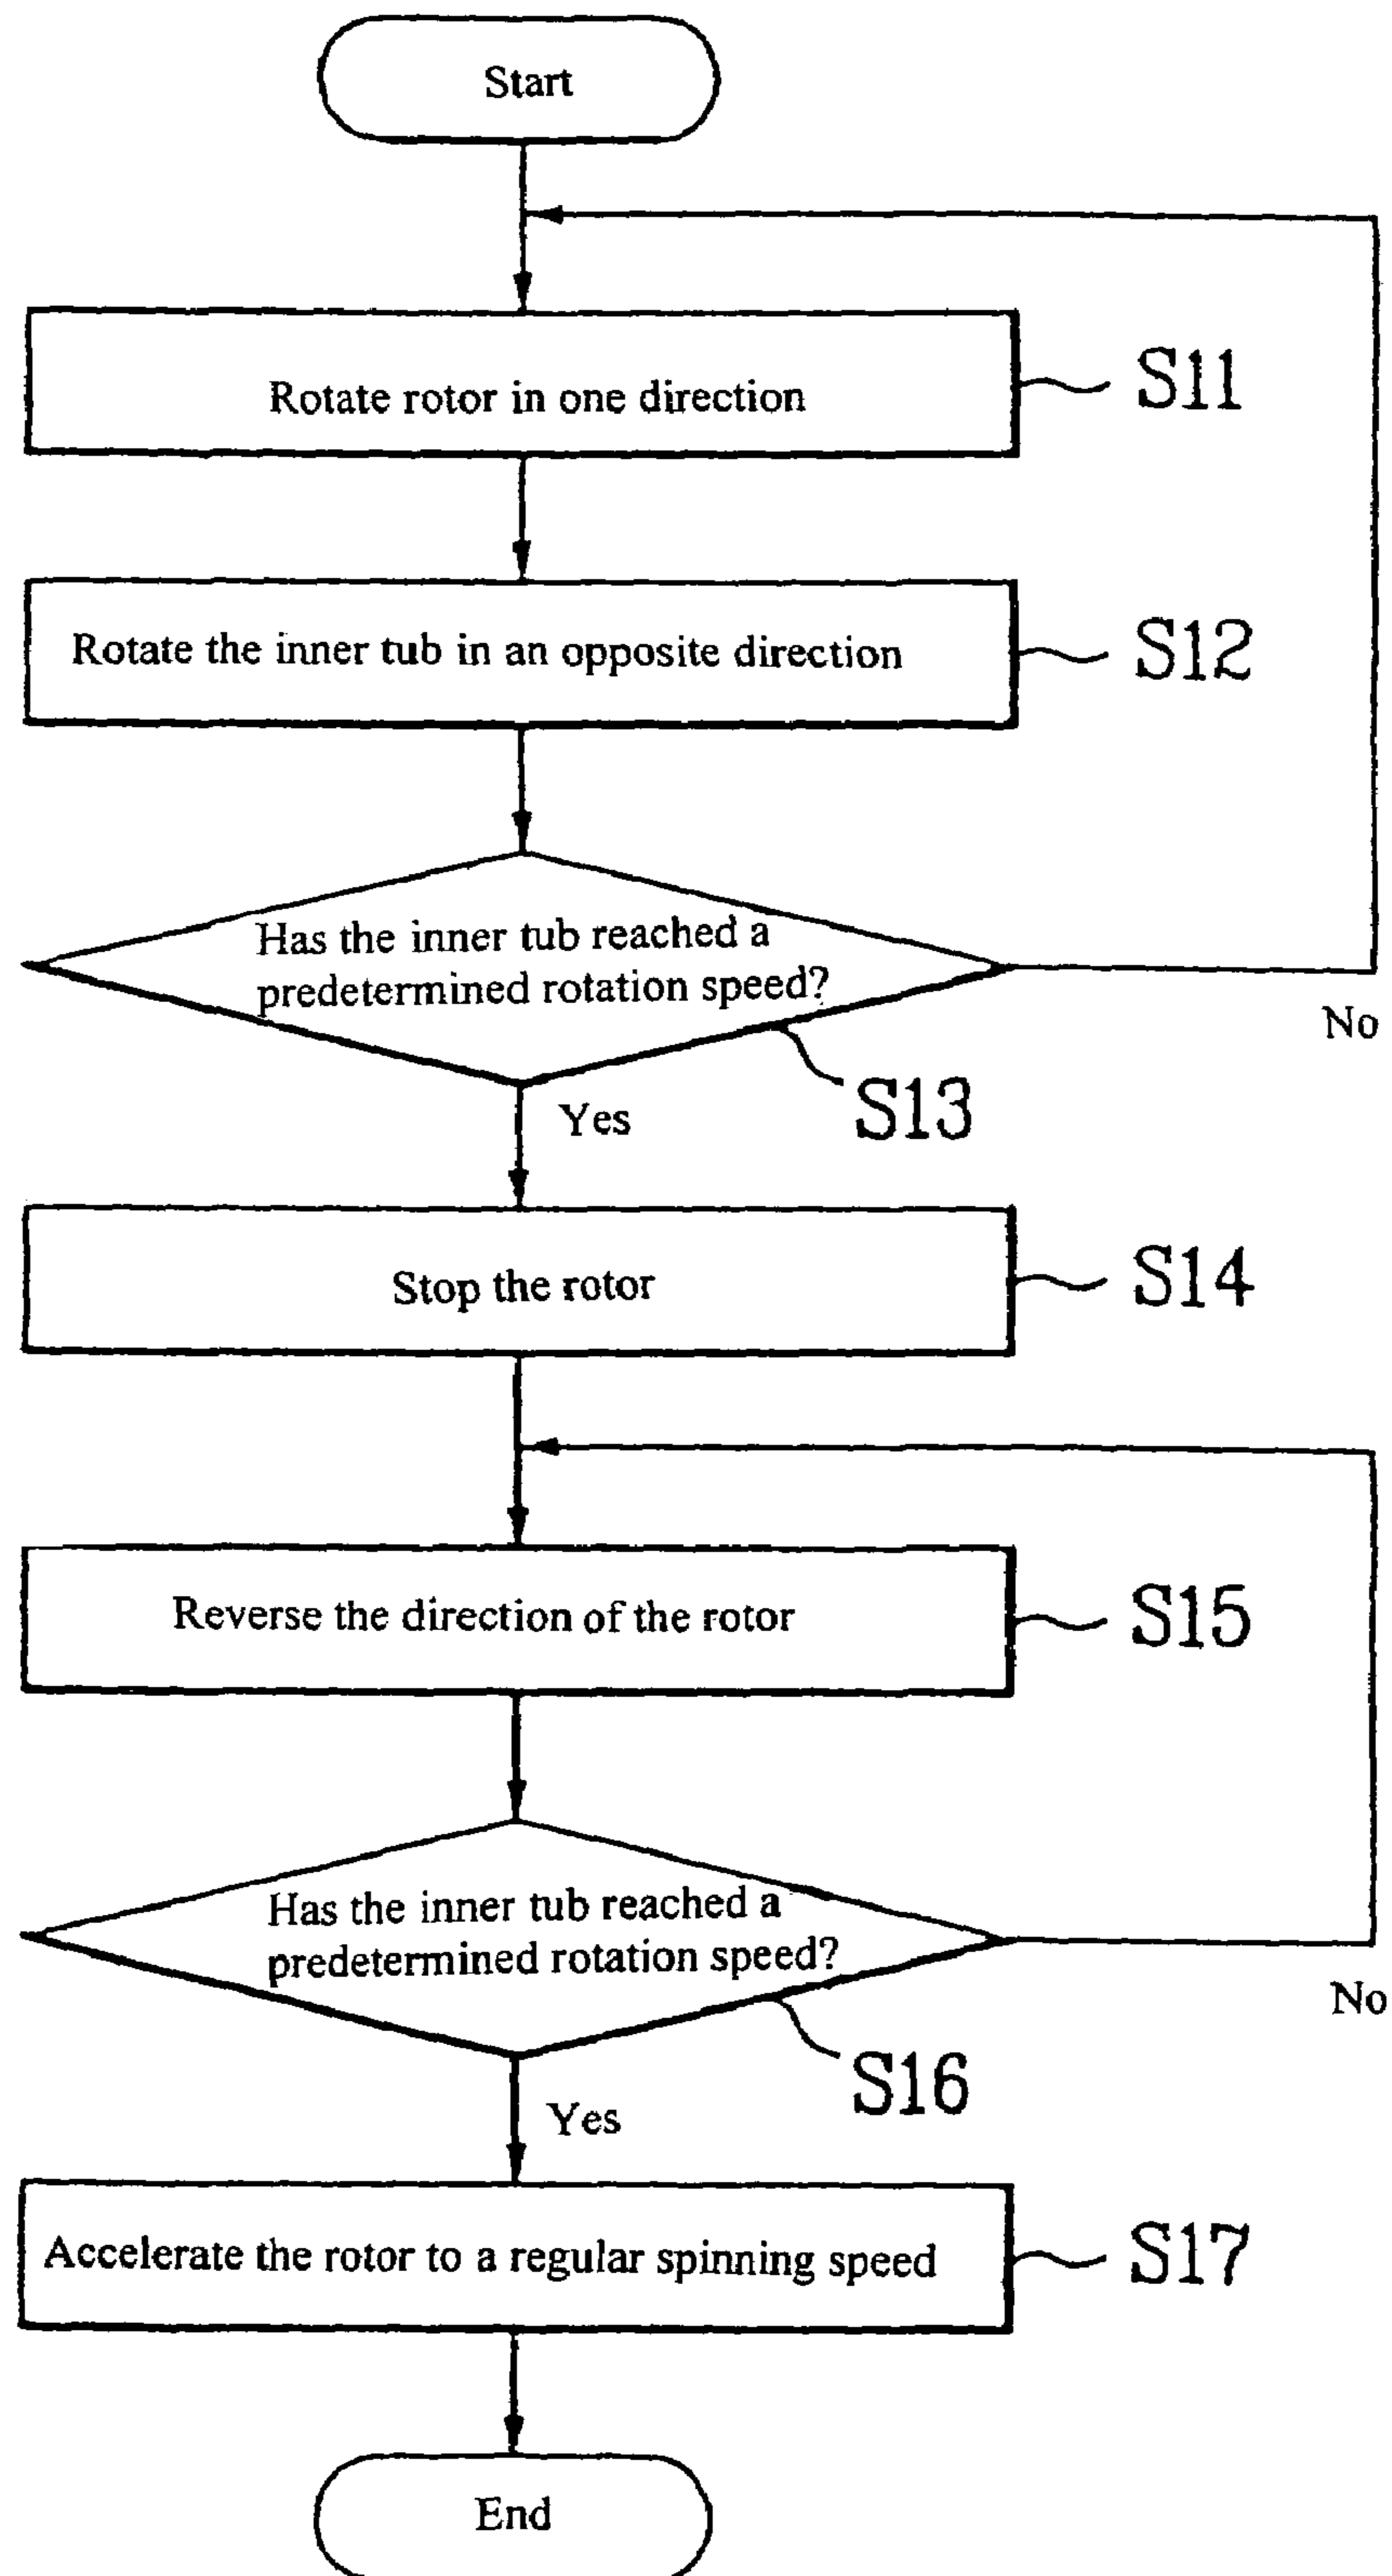 Start
Rotate rotor in one direction
S11
Rotate the inner tub in an opposite direction
S12
Has the inner tub reached a
predetermined rotation speed?
No
S13
Yes
Stop the rotor
S14
Reverse the direction of the rotor
S15
Has the inner tub reached a
predetermined rotation speed?
No
S16
Yes
Accelerate the rotor to a regular spinning speed
S17
End